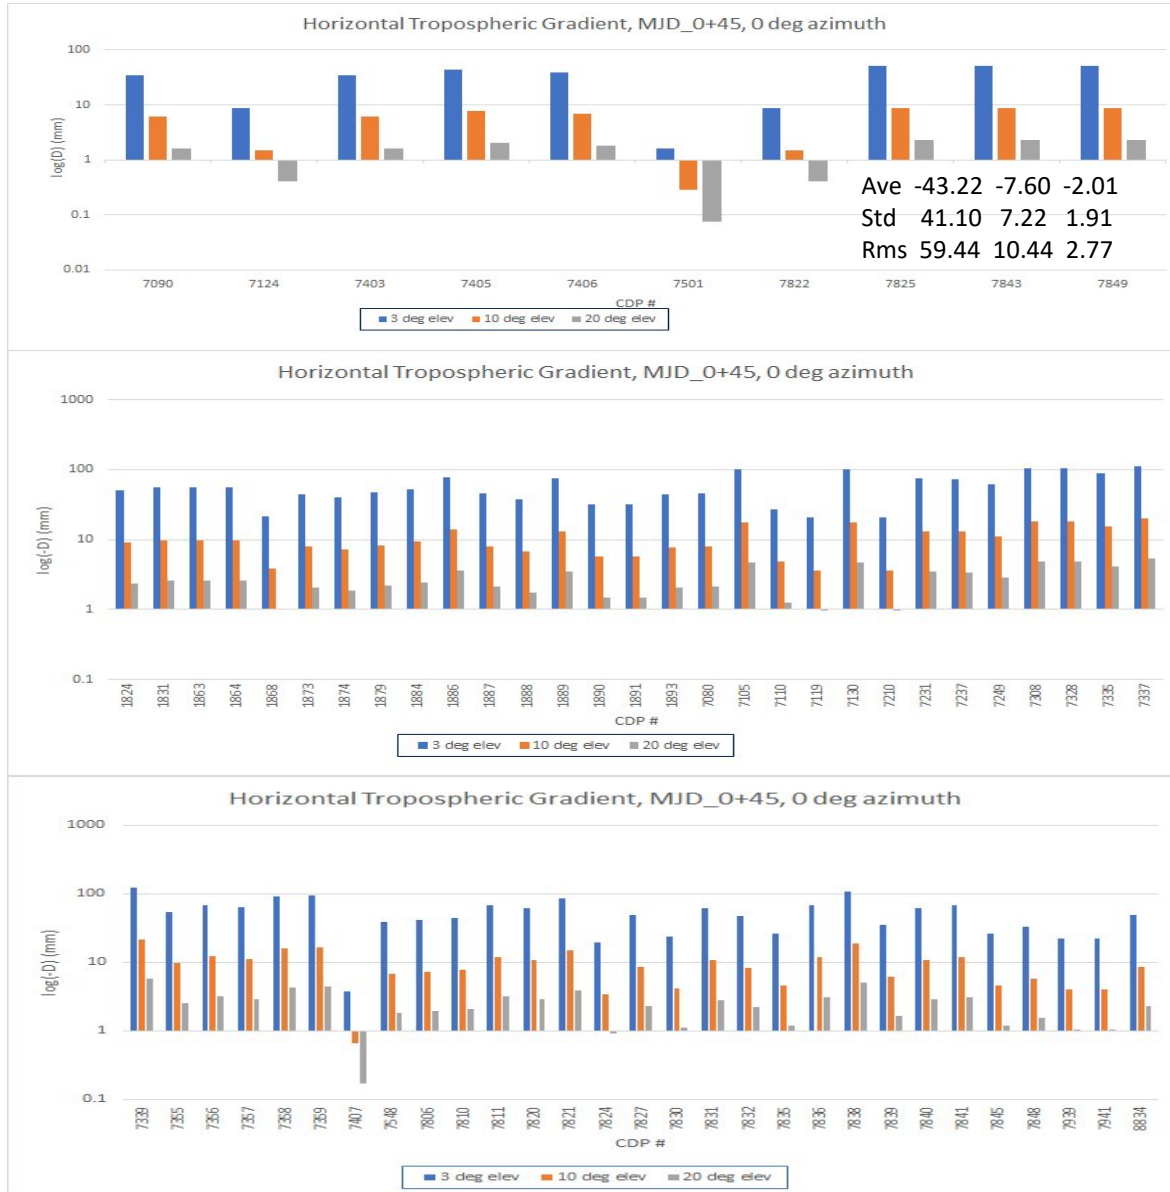 Horizontal Tropospheric Gradient, MJD_0+45, 0 deg azimuth
100
10
1
0.1
0.01
log(D) (mm)
Ave -43.22 -7.60 -2.01
Std 41.10 7.22 1.91
Rms 59.44 10.44 2.77
7090 7124 7403 7405 7406 7501 7822 7825 7843 7849
CDP #
3 deg elev 10 deg elev 20 deg elev
Horizontal Tropospheric Gradient, MJD_0+45, 0 deg azimuth
1000
100
10
1
0.1
log(-D) (mm)
1824 1831 1863 1864 1868 1873 1874 1879 1884 1886 1887 1888 1889 1890 1891 1893 7080 7105 7110 7119 7130 7210 7231 7237 7249 7308 7328 7335 7337
CDP #
3 deg elev 10 deg elev 20 deg elev
Horizontal Tropospheric Gradient, MJD_0+45, 0 deg azimuth
1000
100
10
1
0.1
log(-D) (mm)
7339 7355 7356 7357 7358 7359 7407 7548 7806 7810 7811 7820 7821 7824 7827 7830 7831 7832 7835 7836 7838 7839 7840 7841 7845 7848 7939 7941 8834
CDP #
3 deg elev 10 deg elev 20 deg elev